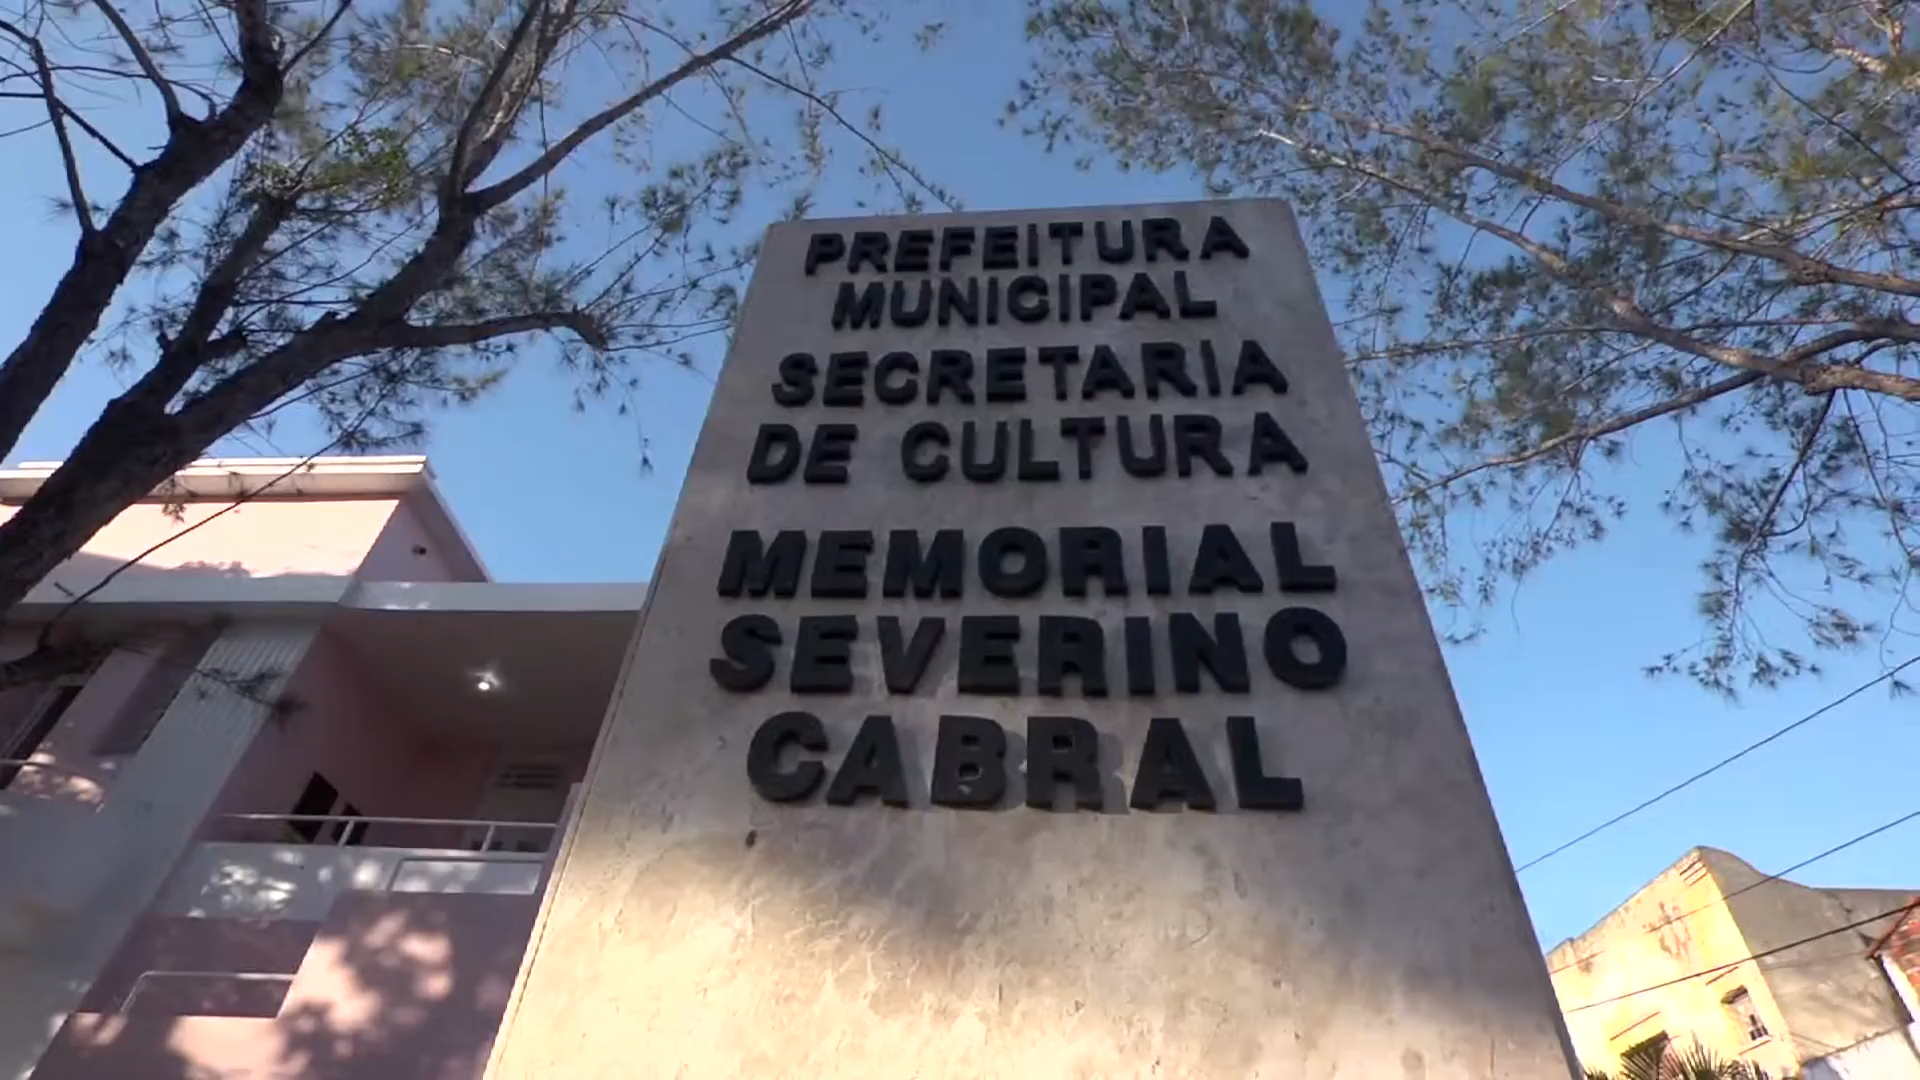 PREFEITURA
MUNICIPAL
SECRETARIA
DE CULTURA
MEMORIAL
SEVERINO
CABRAL